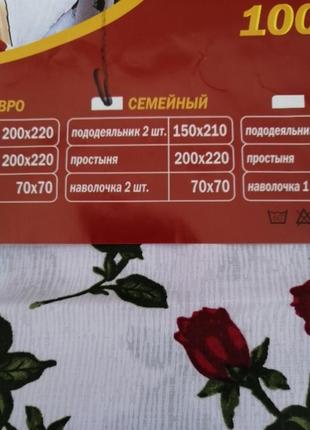 100
ВРО
200x220
200x220
70x70
СЕМЕЙНЫЙ
пододеяльник 2 шт. 150x210
простыня 200x220
наволочка 2 шт. 70x70
пододеяльник
простыня
наволочка 1